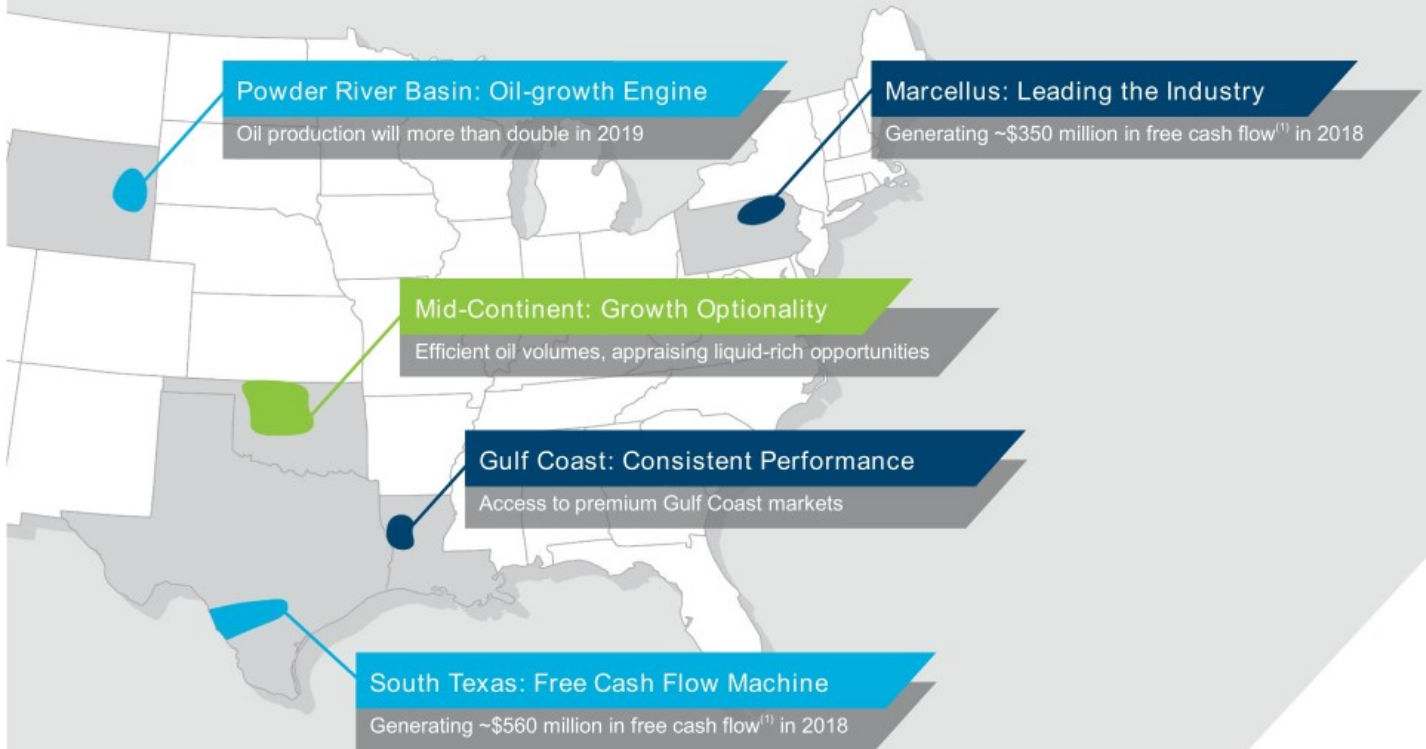 Powder River Basin: Oil-growth Engine
Oil production will more than double in 2019
Marcellus: Leading the Industry
Generating ~$350 million in free cash flow⁽¹⁾ in 2018
Mid-Continent: Growth Optionality
Efficient oil volumes, appraising liquid-rich opportunities
Gulf Coast: Consistent Performance
Access to premium Gulf Coast markets
South Texas: Free Cash Flow Machine
Generating ~$560 million in free cash flow⁽¹⁾ in 2018